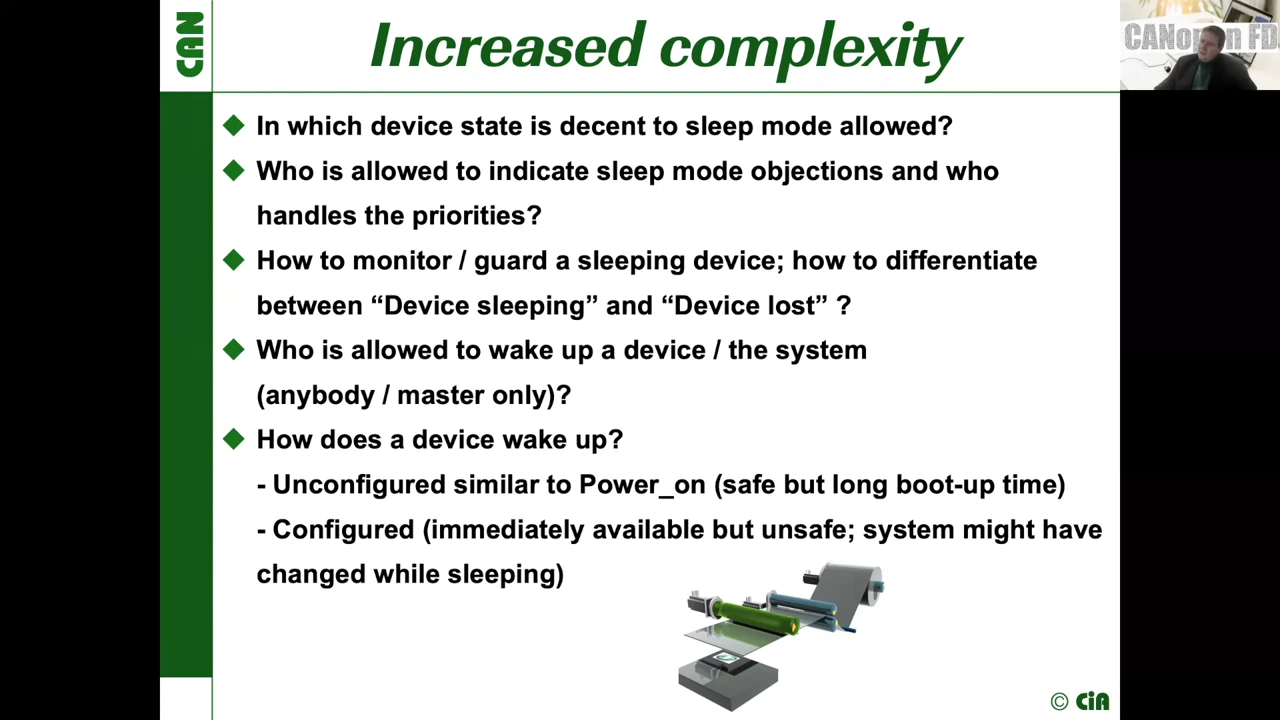 CAN
Increased complexity
CANop n FD
In which device state is decent to sleep mode allowed?
Who is allowed to indicate sleep mode objections and who
handles the priorities?
How to monitor / guard a sleeping device; how to differentiate
between “Device sleeping” and “Device lost” ?
Who is allowed to wake up a device / the system
(anybody / master only)?
How does a device wake up?
- Unconfigured similar to Power_on (safe but long boot-up time)
- Configured (immediately available but unsafe; system might have
changed while sleeping)
© CiA